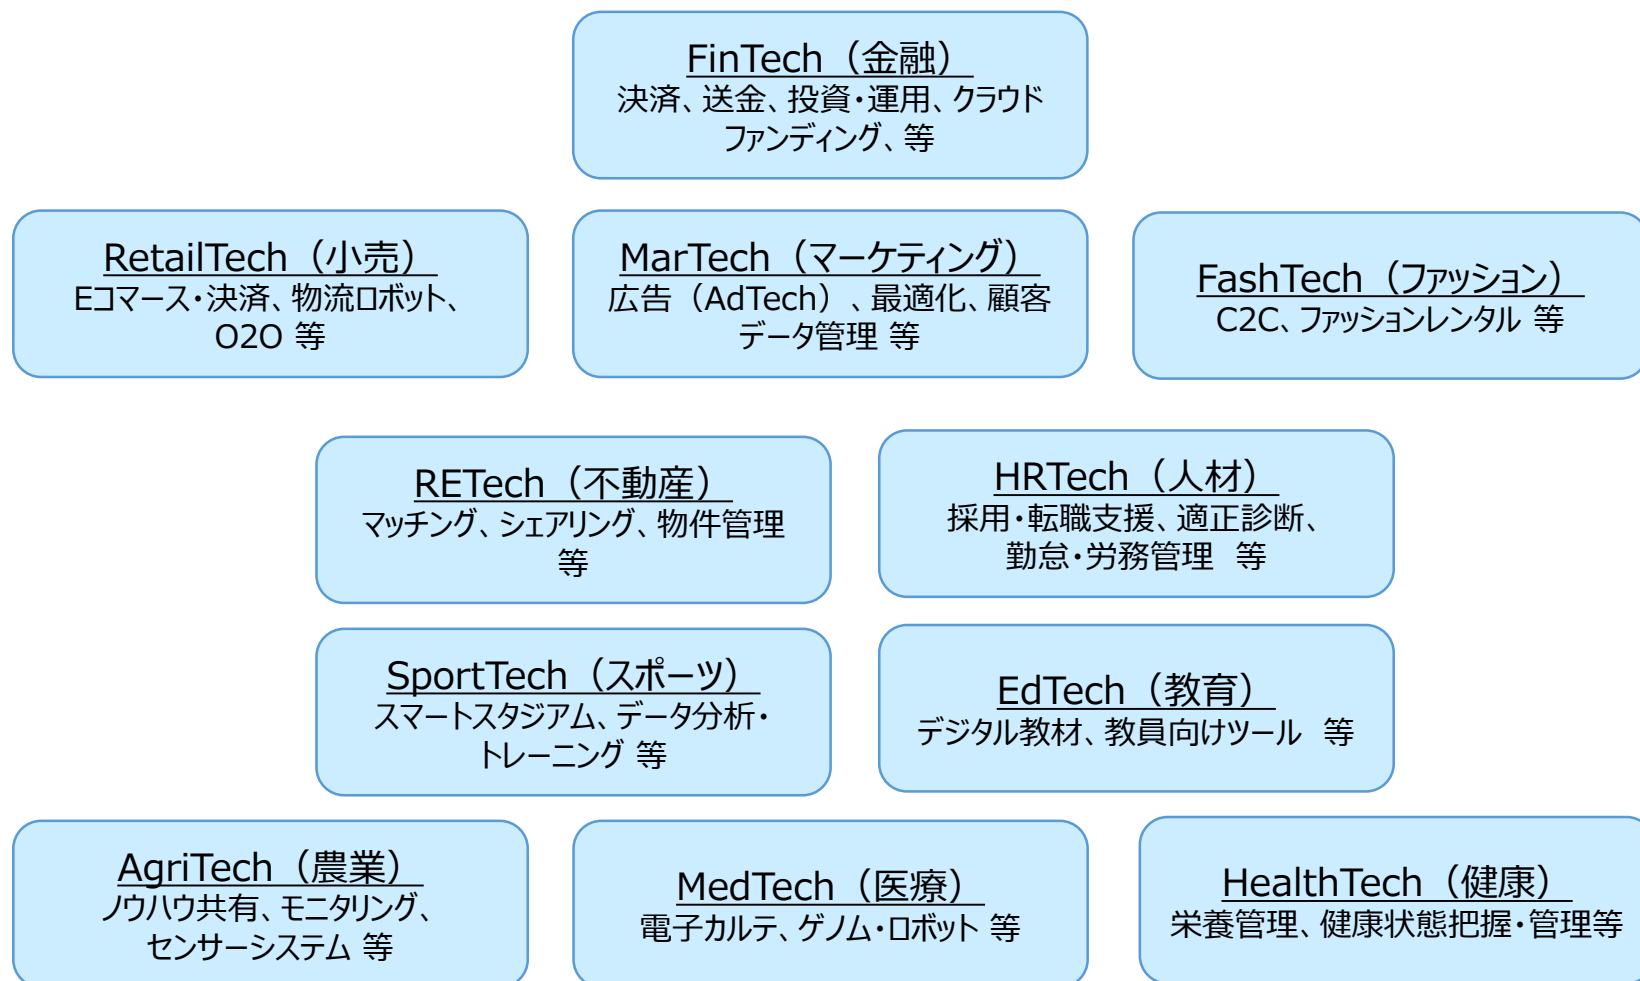 FinTech（金融）
決済、送金、投資・運用、クラウド
ファンディング、等
RetailTech（小売）
Eコマース・決済、物流ロボット、
O2O 等
MarTech（マーケティング）
広告（AdTech）、最適化、顧客
データ管理 等
FashTech（ファッション）
C2C、ファッションレンタル 等
RETech（不動産）
マッチング、シェアリング、物件管理
等
HRTech（人材）
採用・転職支援、適正診断、
勤怠・労務管理 等
SportTech（スポーツ）
スマートスタジアム、データ分析・
トレーニング 等
EdTech（教育）
デジタル教材、教員向けツール 等
AgriTech（農業）
ノウハウ共有、モニタリング、
センサーシステム 等
MedTech（医療）
電子カルテ、ゲノム・ロボット 等
HealthTech（健康）
栄養管理、健康状態把握・管理等